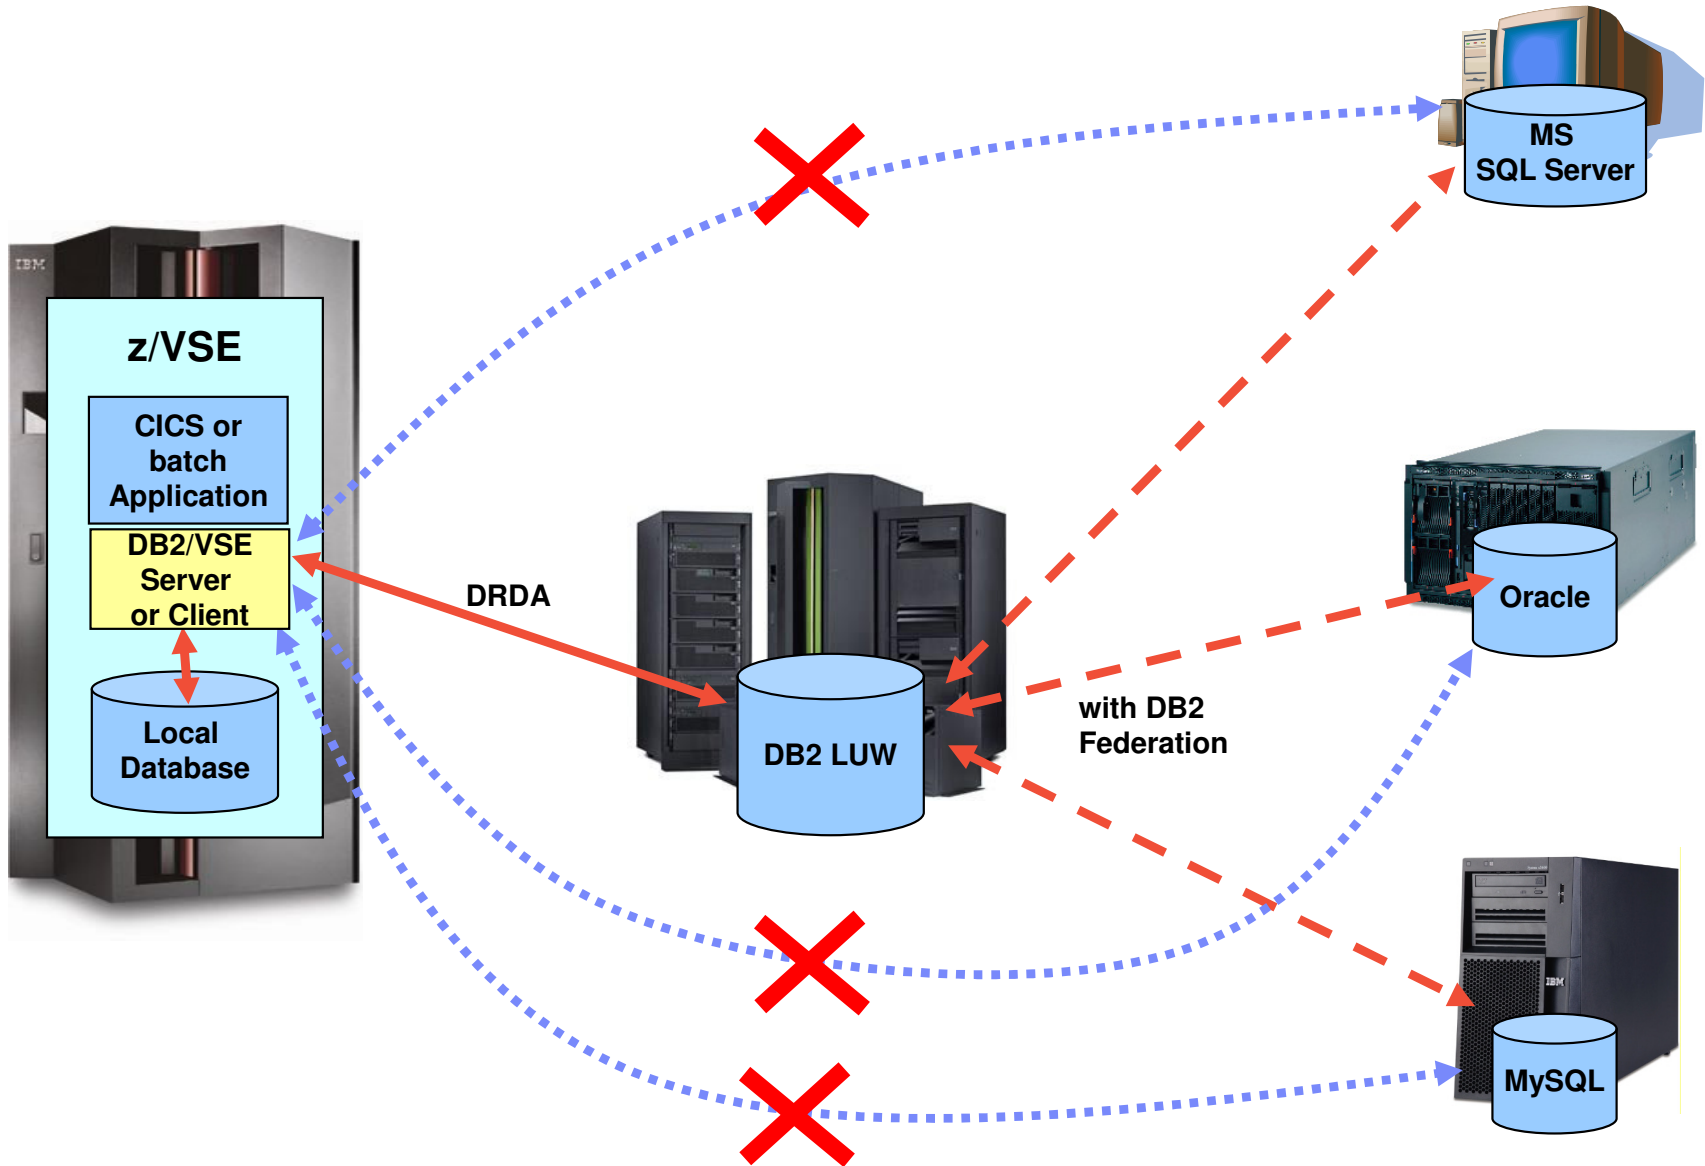 IBM
z/VSE
CICS or
batch
Application
DB2/VSE
Server
or Client
Local
Database
DRDA
DB2 LUW
with DB2
Federation
MS
SQL Server
Oracle
IBM
MySQL